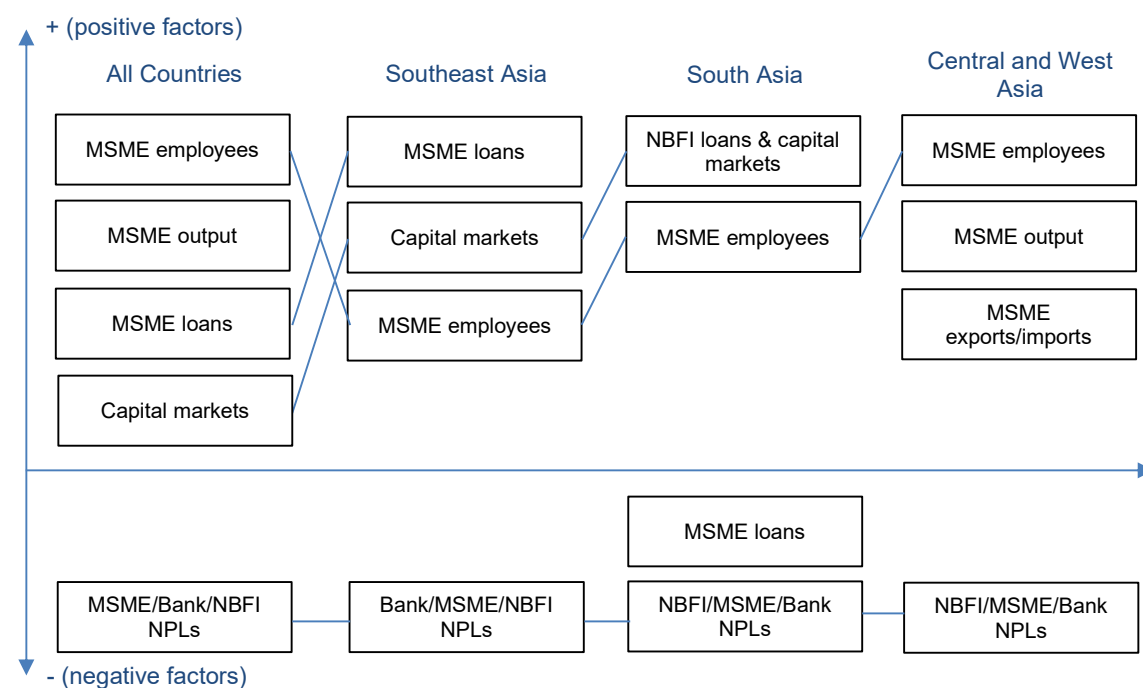 + (positive factors)
All Countries
Southeast Asia
South Asia
Central and West
Asia
MSME employees
MSME loans
NBFI loans & capital
markets
MSME employees
MSME output
Capital markets
MSME employees
MSME output
MSME loans
MSME employees
MSME
exports/imports
Capital markets
MSME loans
MSME/Bank/NBFI
NPLs
Bank/MSME/NBFI
NPLs
NBFI/MSME/Bank
NPLs
NBFI/MSME/Bank
NPLs
- (negative factors)